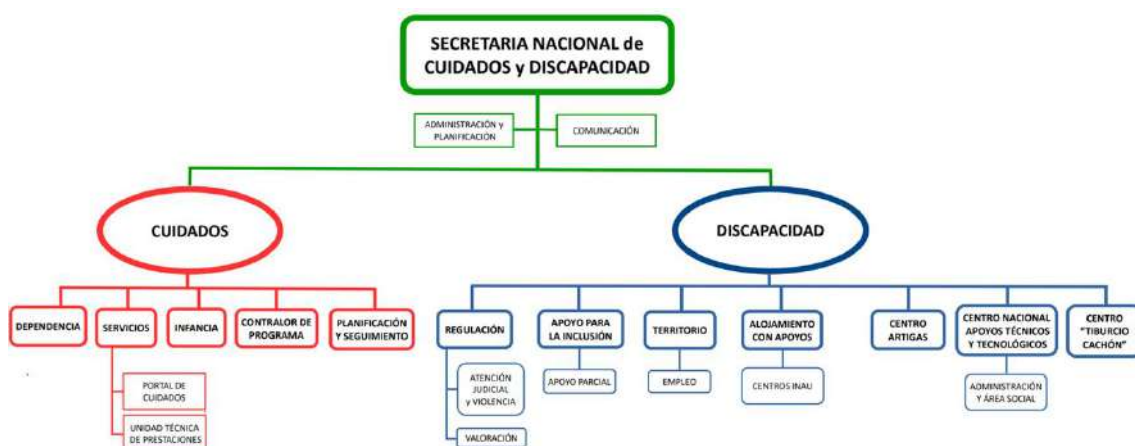 SECRETARIA NACIONAL de
CUIDADOS y DISCAPACIDAD
ADMINISTRACIÓN y
PLANIFICACIÓN
COMUNICACIÓN
CUIDADOS
DISCAPACIDAD
DEPENDENCIA
SERVICIOS
INFANCIA
CONTRALOR DE
PROGRAMA
PLANIFICACIÓN
Y SEGUIMIENTO
REGULACIÓN
APOYO PARA
LA INCLUSIÓN
TERRITORIO
ALOJAMIENTO
CON APOYOS
CENTRO
ARTIGAS
CENTRO NACIONAL
APOYOS TÉCNICOS
Y TECNOLÓGICOS
CENTRO
"TIBURCIO
CACHÓN"
PORTAL DE
CUIDADOS
UNIDAD TÉCNICA
DE PRESTACIONES
ATENCIÓN
JUDICIAL
y VIOLENCIA
VALORACIÓN
APOYO PARCIAL
EMPLEO
CENTROS INAU
ADMINISTRACIÓN
Y ÁREA SOCIAL